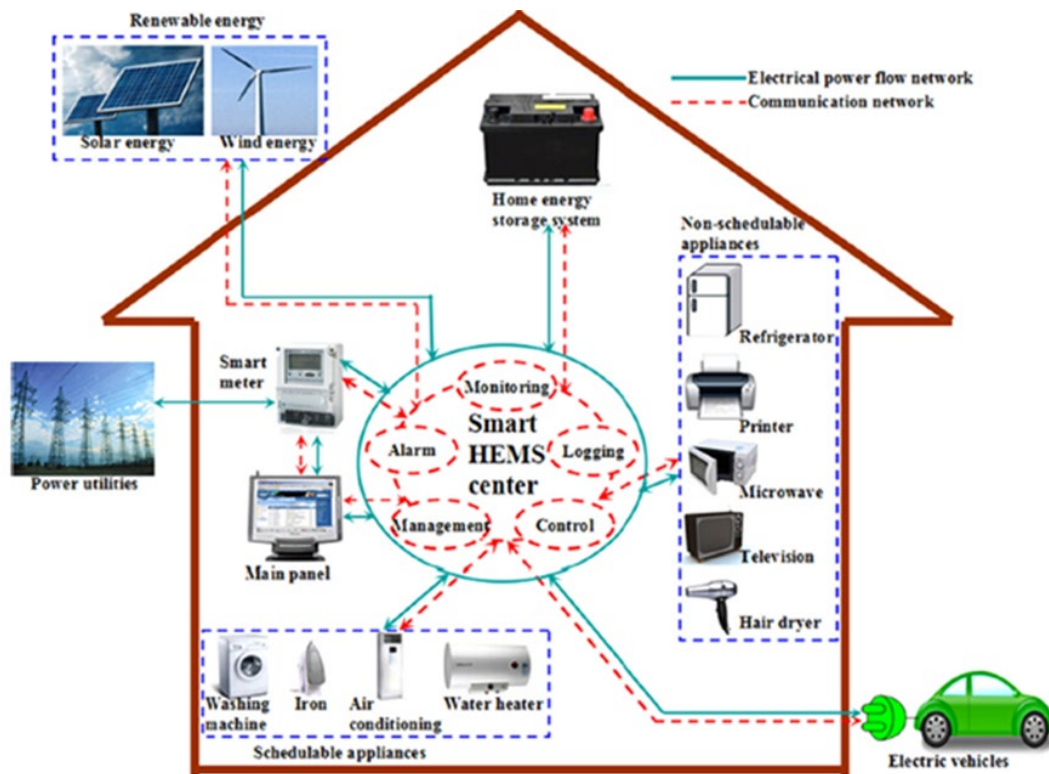 Renewable energy
Solar energy
Wind energy
Electrical power flow network
Communication network
Home energy
storage system
Non-schedulable
appliances
Refrigerator
Printer
Microwave
Television
Hair dryer
Smart
meter
Power utilities
Main panel
Monitoring
Alarm
Smart
HEMS
center
Logging
Management
Control
Washing
machine
Iron
Air
conditioning
Water heater
Schedulable appliances
Electric vehicles